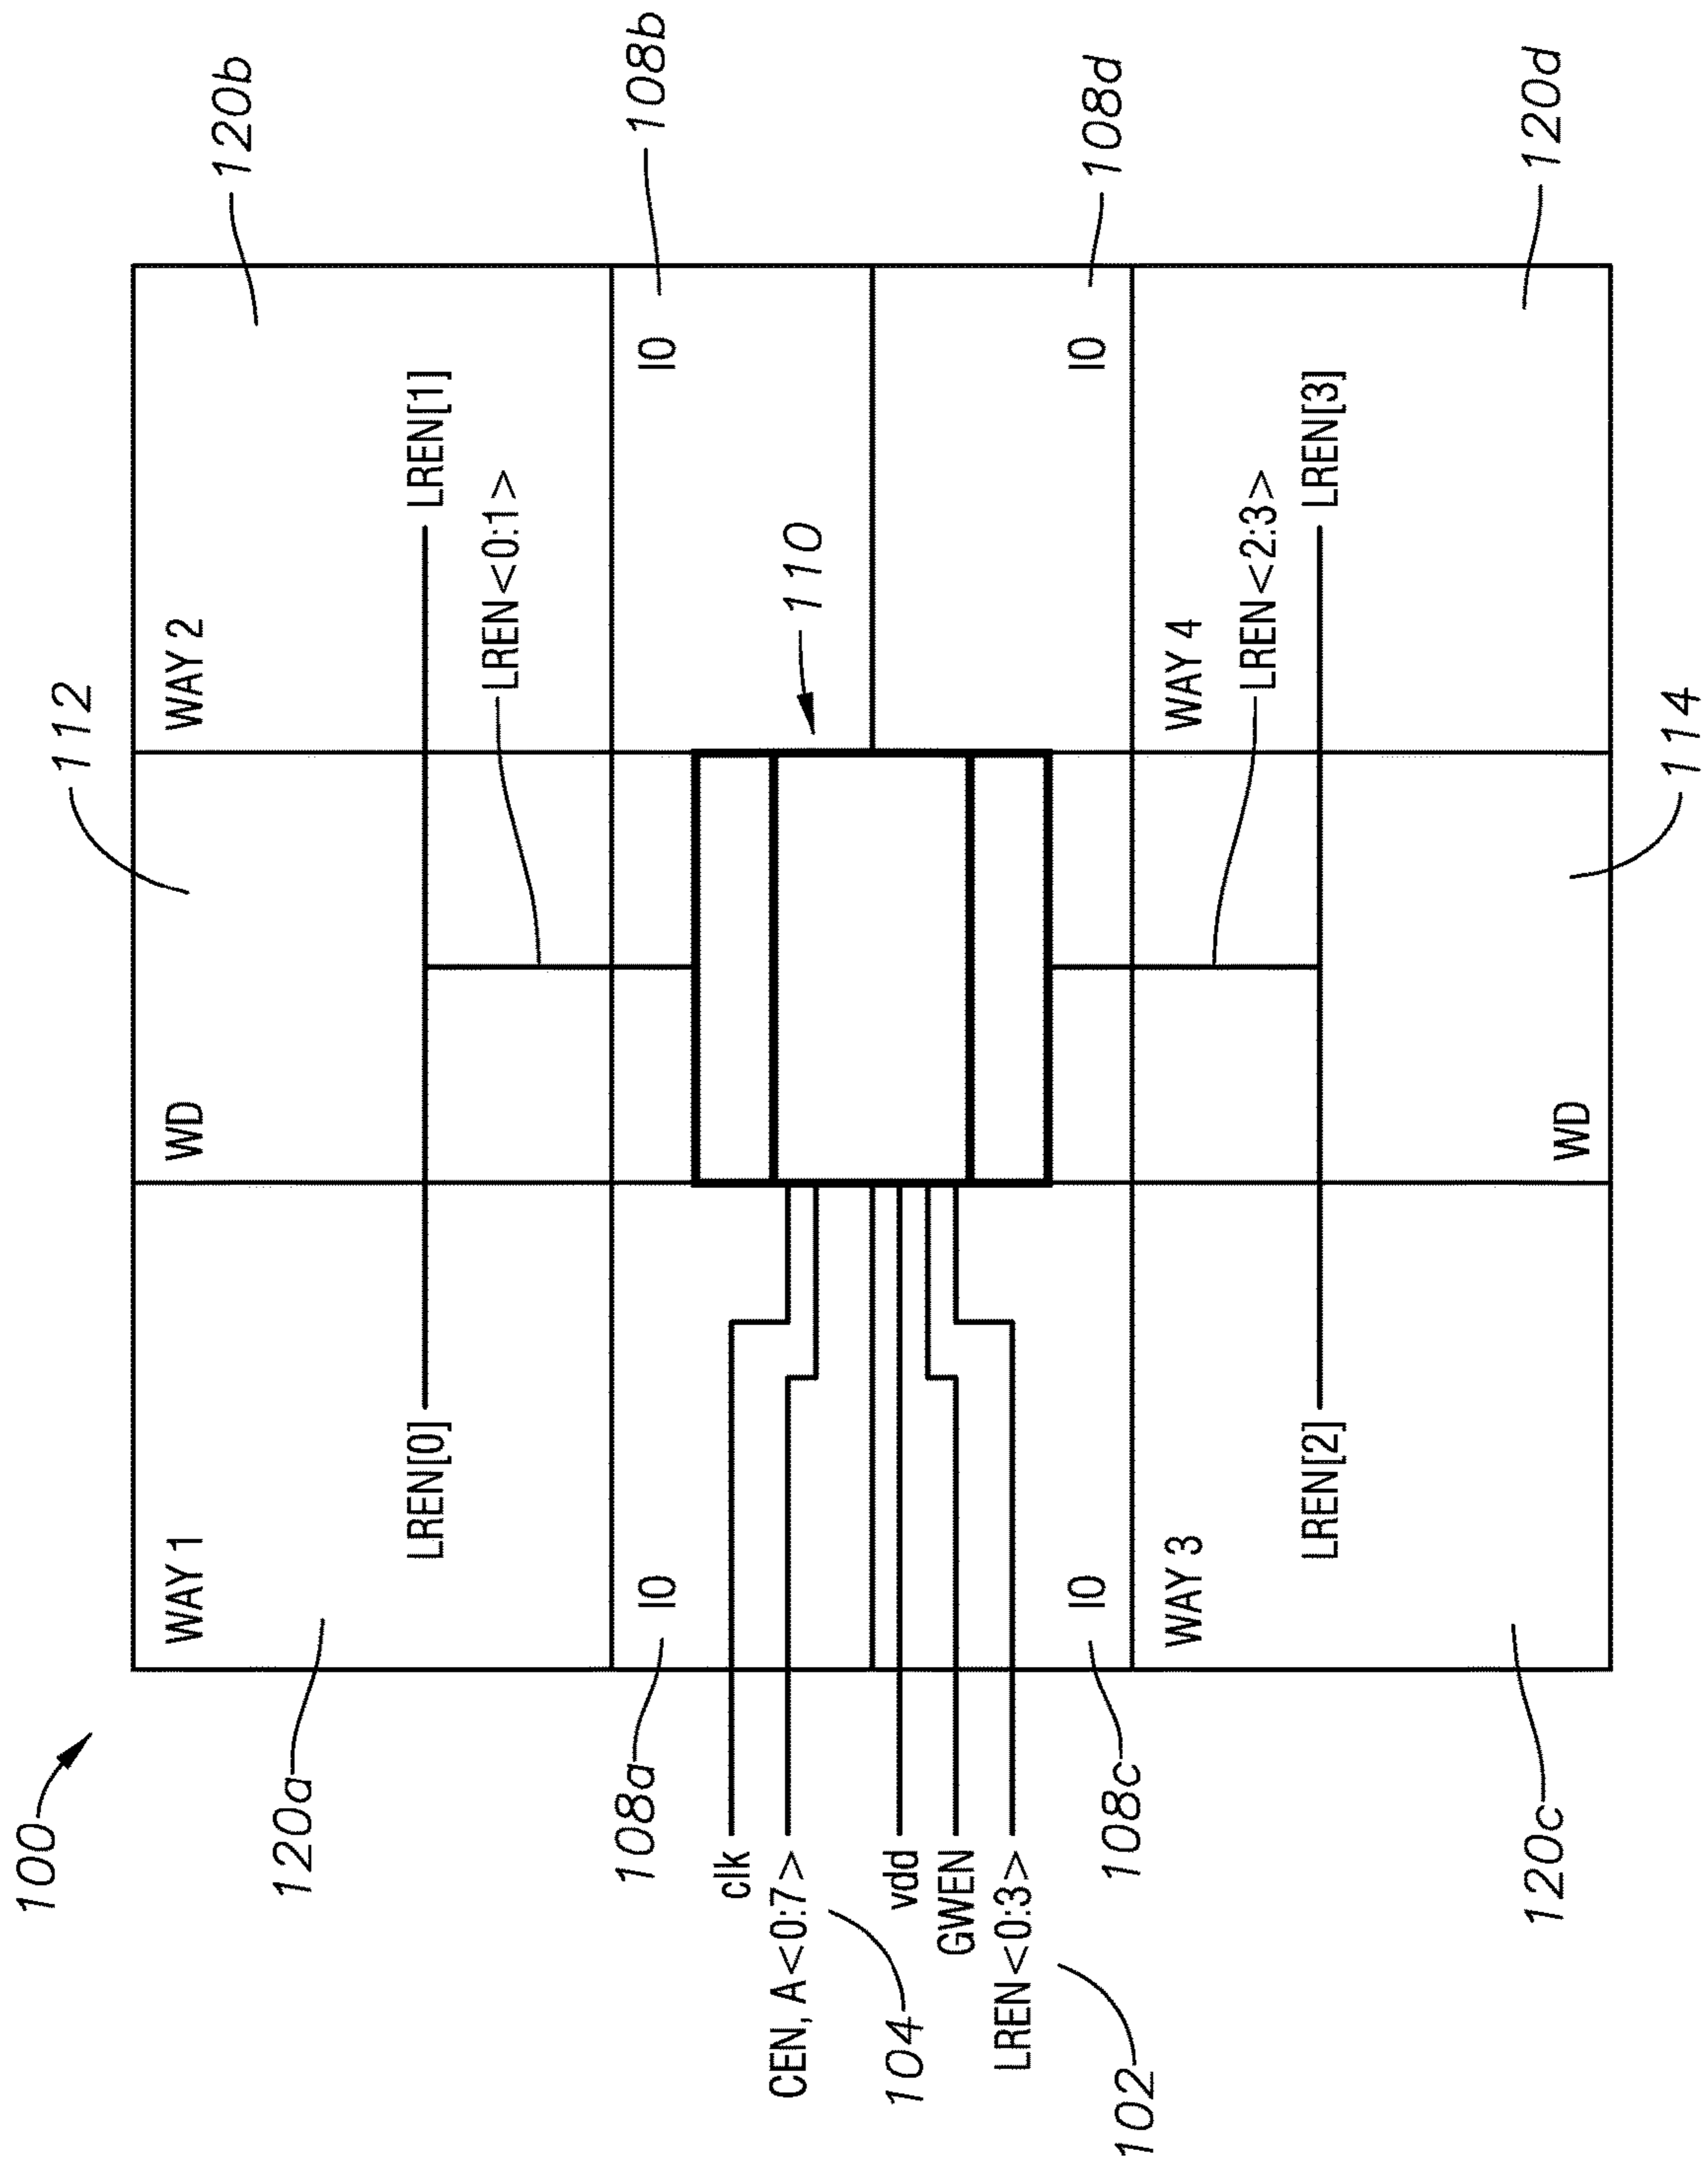 100
112
WAY 1
WD
WAY 2
120b
120a
LREN[0]
LREN[1]
LREN<0:1>
108a
IO
IO
108b
clk
CEN, A<0:7>
110
104
vdd
GWEN
LREN<0:3>
102
108c
IO
IO
108d
WAY 3
WAY 4
LREN<2:3>
LREN[2]
LREN[3]
120c
WD
120d
114